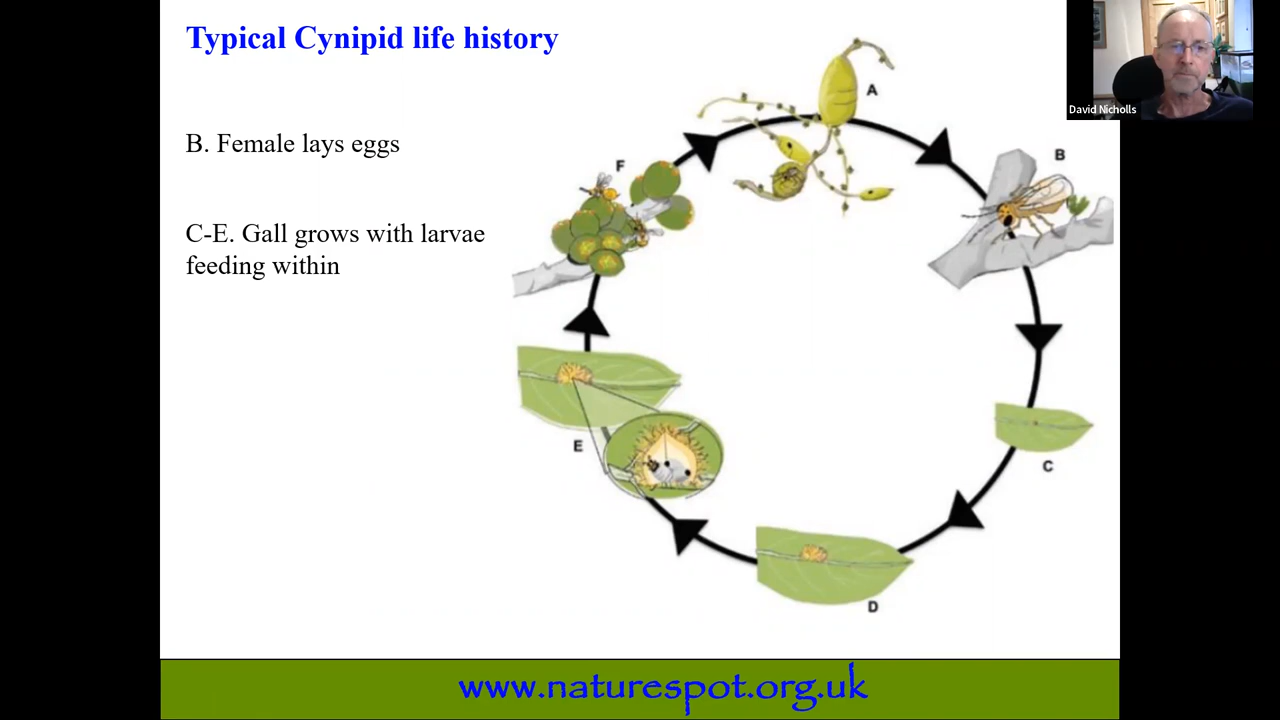 Typical Cynipid life history
David Nicholls
B. Female lays eggs
C-E. Gall grows with larvae
feeding within
A
B
F
E
C
D
www.naturespot.org.uk